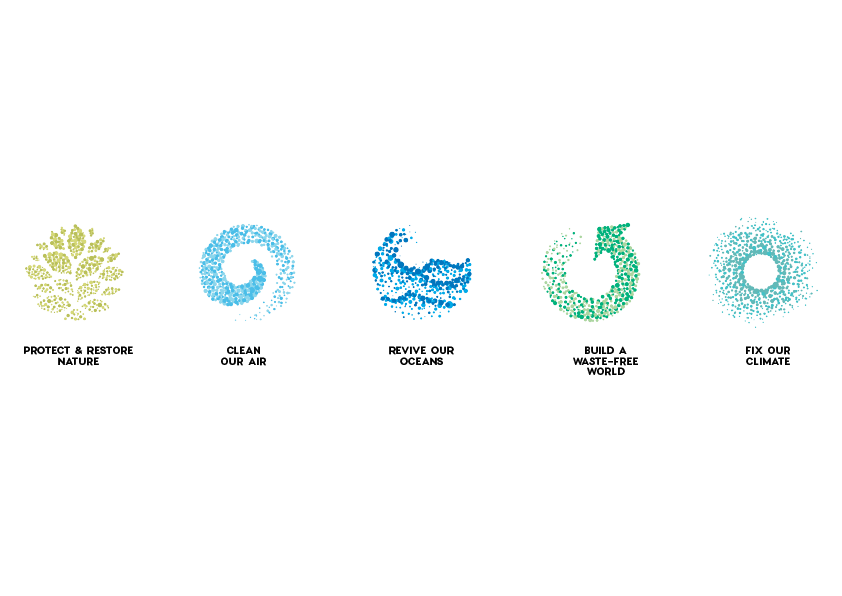 PROTECT & RESTORE
NATURE
CLEAN
OUR AIR
REVIVE OUR
OCEANS
BUILD A
WASTE-FREE
WORLD
FIX OUR
CLIMATE